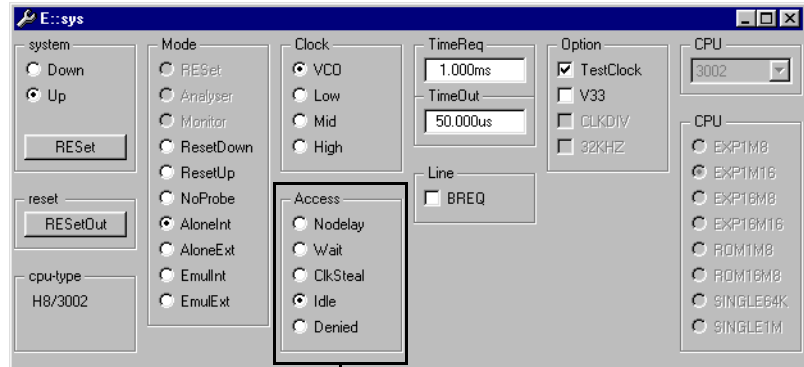 E::sys
system
Down
Up
RESet
reset
RESetOut
cpu-type
H8/3002
Mode
RESet
Analyser
Monitor
ResetDown
ResetUp
NoProbe
AloneInt
AloneExt
EmulInt
EmulExt
Clock
VCO
Low
Mid
High
Access
Nodelay
Wait
ClkSteal
Idle
Denied
TimeReq
1.000ms
TimeOut
50.000us
Line
BREQ
Option
TestClock
V33
CLKDIV
32KHZ
CPU
3002
CPU
EXP1M8
EXP1M16
EXP16M8
EXP16M16
ROM1M8
ROM16M8
SINGLE64K
SINGLE1M